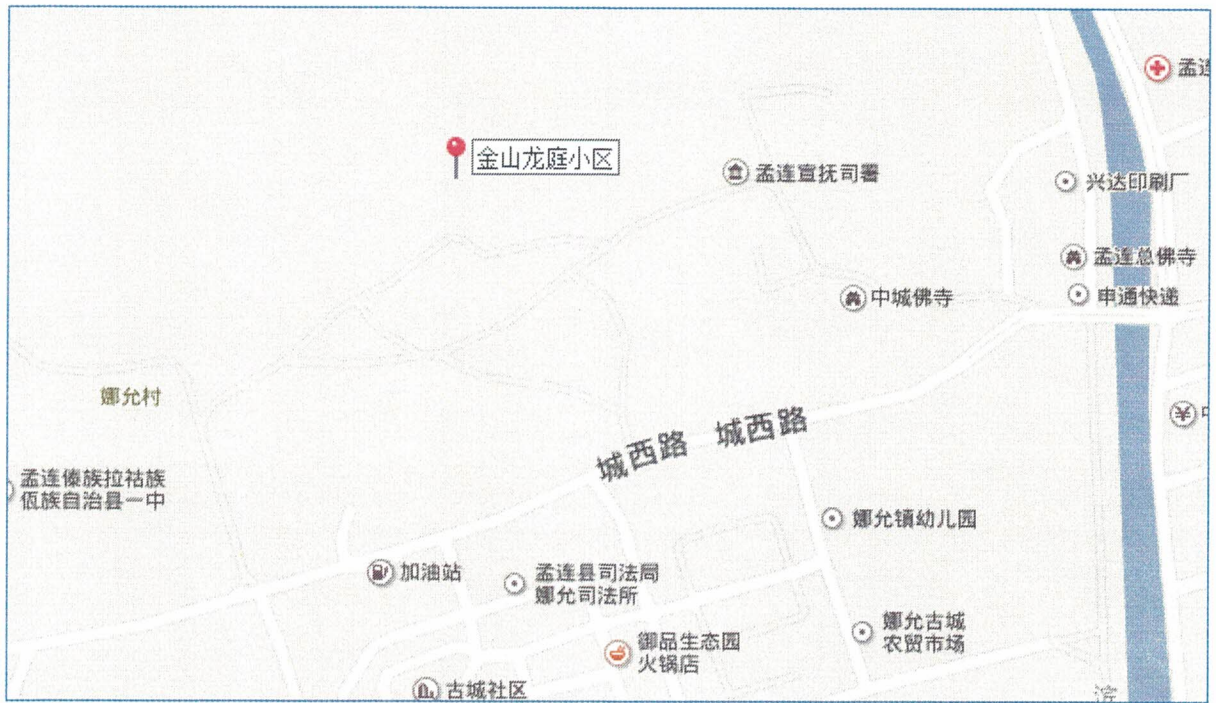 孟连
金山龙庭小区
孟连宣抚司署
兴达印刷厂
孟连总佛寺
中城佛寺
申通快递
娜允村
城西路
城西路
孟连傣族拉祜族
佤族自治县一中
娜允镇幼儿园
加油站
孟连县司法局
娜允司法所
娜允古城
农贸市场
御品生态园
火锅店
古城社区
滨